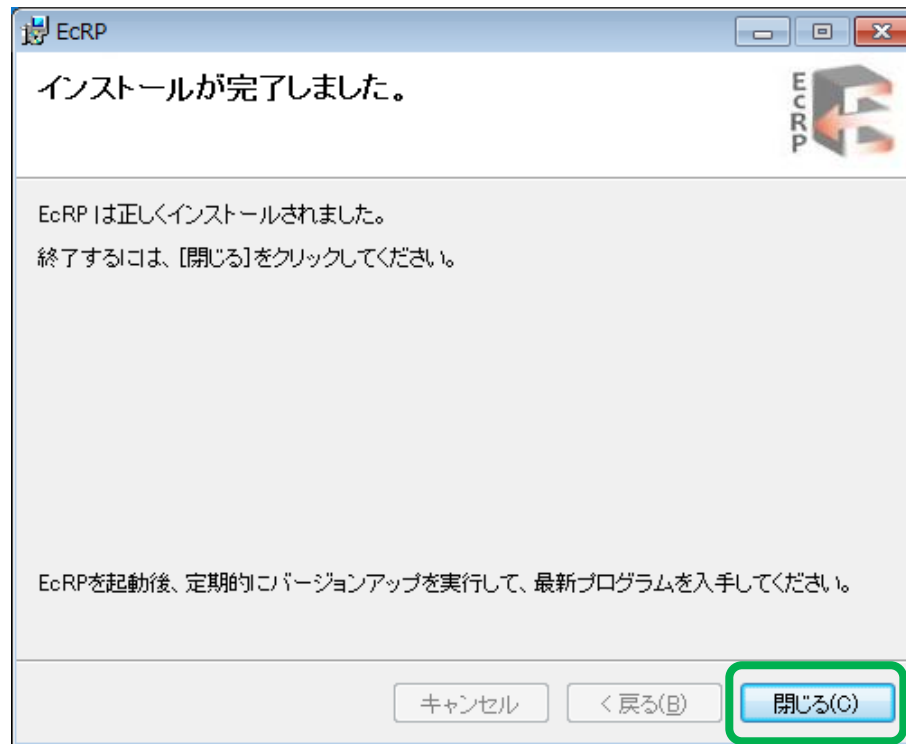 EcRP
インストールが完了しました。
EcRP
EcRP は正しくインストールされました。
終了するには、[閉じる]をクリックしてください。
EcRPを起動後、定期的にバージョンアップを実行して、最新プログラムを入手してください。
キャンセル
< 戻る(B)
閉じる(C)